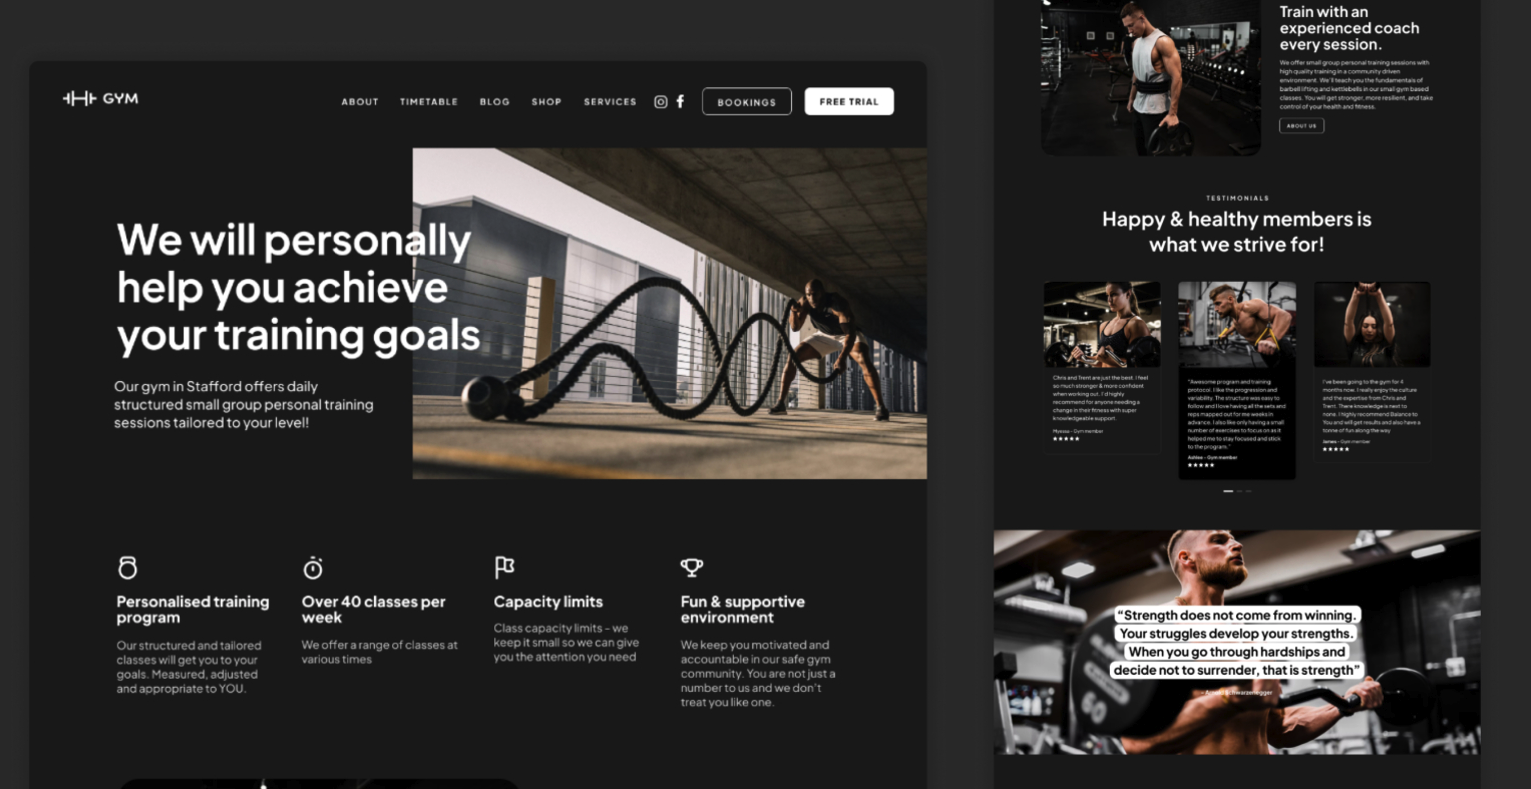 GYM
ABOUT TIMETABLE BLOG SHOP SERVICES BOOKINGS FREE TRIAL
We will personally
help you achieve
your training goals
Our gym in Stafford offers daily
structured small group personal training
sessions tailored to your level!
Personalised training
program
Our structured and tailored
classes will get you to your
goals. Measured, adjusted
and appropriate to YOU.
Over 40 classes per
week
We offer a range of classes at
various times
Capacity limits
Class capacity limits - we
keep it small so we can give
you the attention you need
Fun & supportive
environment
We keep you motivated and
accountable in our safe gym
community. You are not just a
number to us and we don't
treat you like one.
Train with an
experienced coach
every session.
We offer small group personal training sessions with
high quality training in a community driven
environment. We'll teach you the fundamentals of
barbell lifting and kettlebells in our small gym based
classes. You will get stronger, more resilient, and take
control of your health and fitness.
ABOUT US
TESTIMONIALS
Happy & healthy members is
what we strive for!
Chris and Trent are just the best. I feel
so much stronger & more confident
when working out. I'd highly
recommend for anyone needing a
change in their fitness with super
knowledgeable support.
Myessa - Gym member
"Awesome program and training
protocol. I like the progression and
variability. The structure was easy to
follow and I love having all the sets and
reps mapped out for me weeks in
advance. I also like only having a small
number of exercises to focus on as it
helped me to stay focused and stick
to the program."
Ashlee - Gym member
I've been going to the gym for 4
months now. I really enjoy the culture
and the expertise from Chris and
Trent. There knowledge is next to
none. I highly recommend Balance to
You and will get results and also have a
tonne of fun along the way
James - Gym member
"Strength does not come from winning.
Your struggles develop your strengths.
When you go through hardships and
decide not to surrender, that is strength"
- Arnold Schwarzenegger